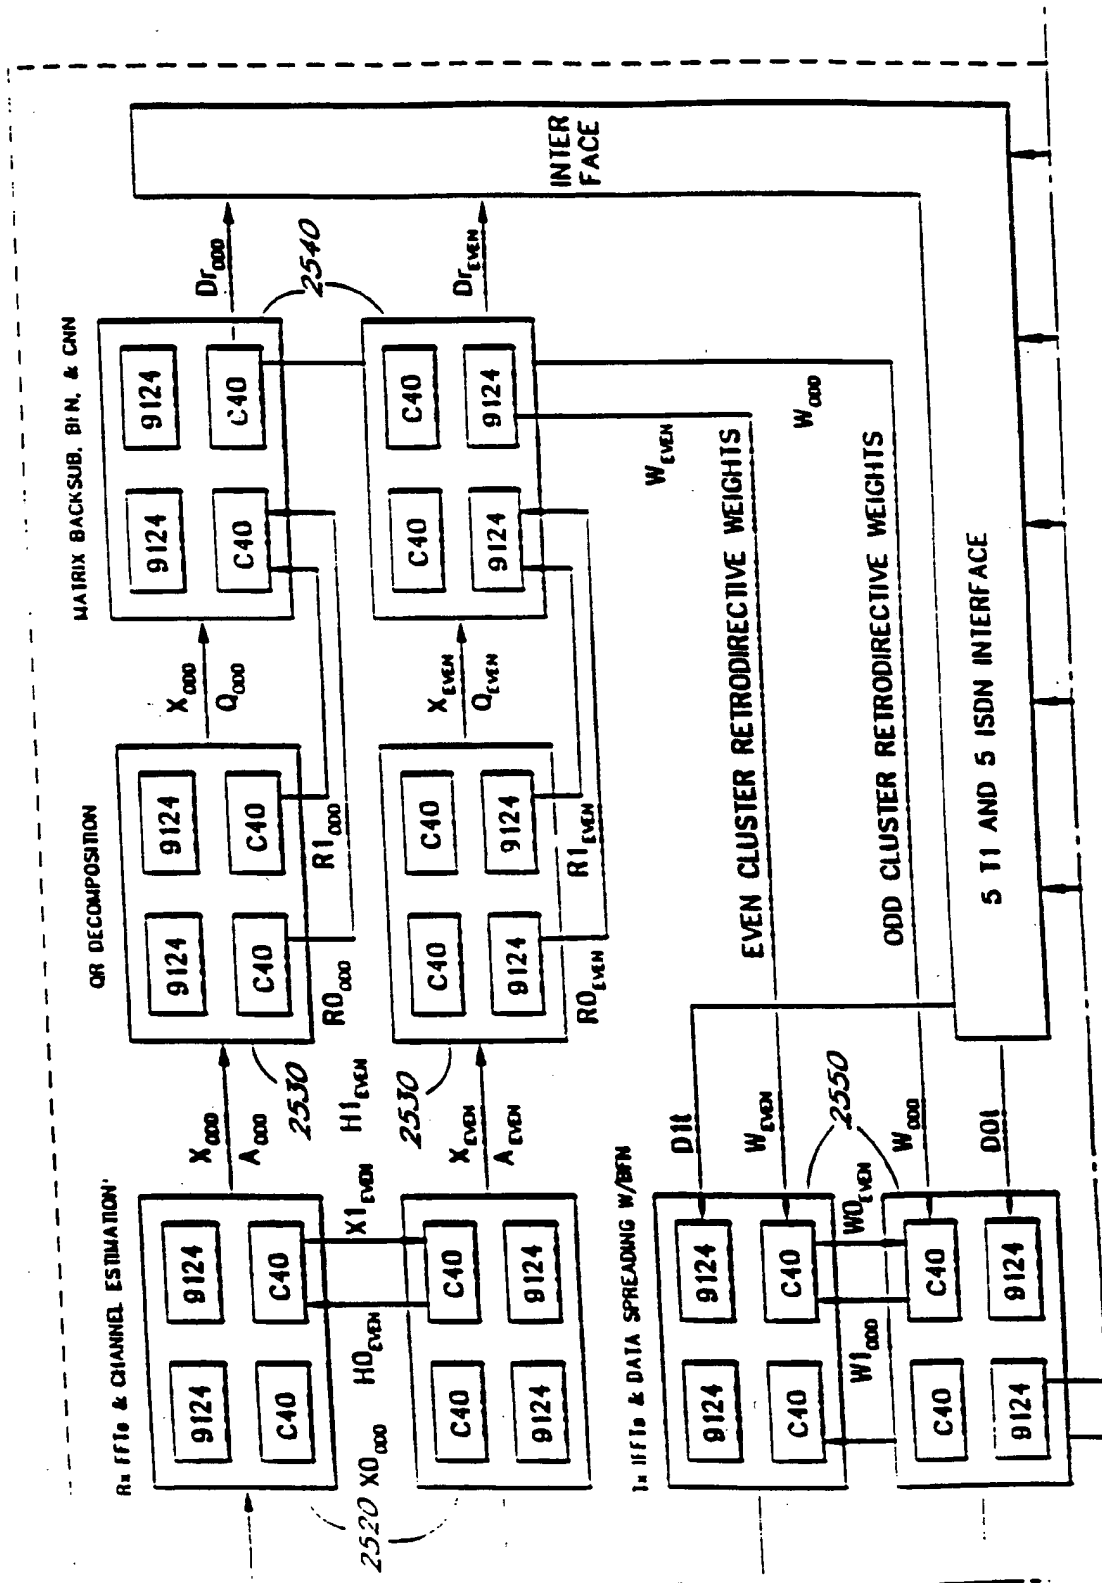 Rx FFTs & CHANNEL ESTIMATION'
9124
9124
C40
C40
C40
C40
9124
9124
2520
X0ODD
H0EVEN
X1EVEN
H1EVEN
XODD
AODD
XEVEN
AEVEN
QR DECOMPOSITION
9124
9124
C40
C40
2530
R0ODD
R1ODD
2530
C40
C40
9124
9124
R0EVEN
R1EVEN
XODD
QODD
XEVEN
QEVEN
MATRIX BACKSUB, BFN, & CNN
9124
9124
C40
C40
2540
C40
C40
9124
9124
DrODD
DrEVEN
INTER
FACE
WEVEN
WODD
EVEN CLUSTER RETRODIRECTIVE WEIGHTS
ODD CLUSTER RETRODIRECTIVE WEIGHTS
5 T1 AND 5 ISDN INTERFACE
Tx IFFTs & DATA SPREADING W/BFN
9124
9124
C40
C40
W1ODD
W0EVEN
C40
C40
9124
9124
2550
D1t
WEVEN
WODD
D0t